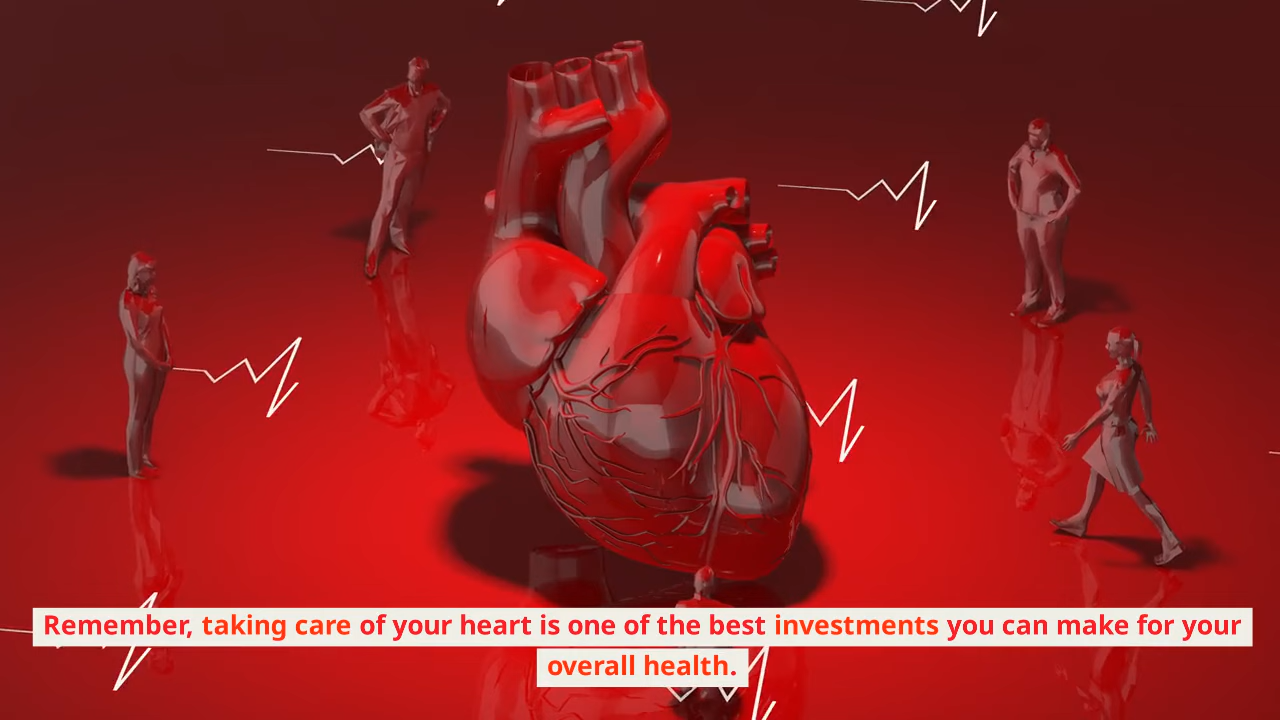 Remember, taking care of your heart is one of the best investments you can make for your
overall health.